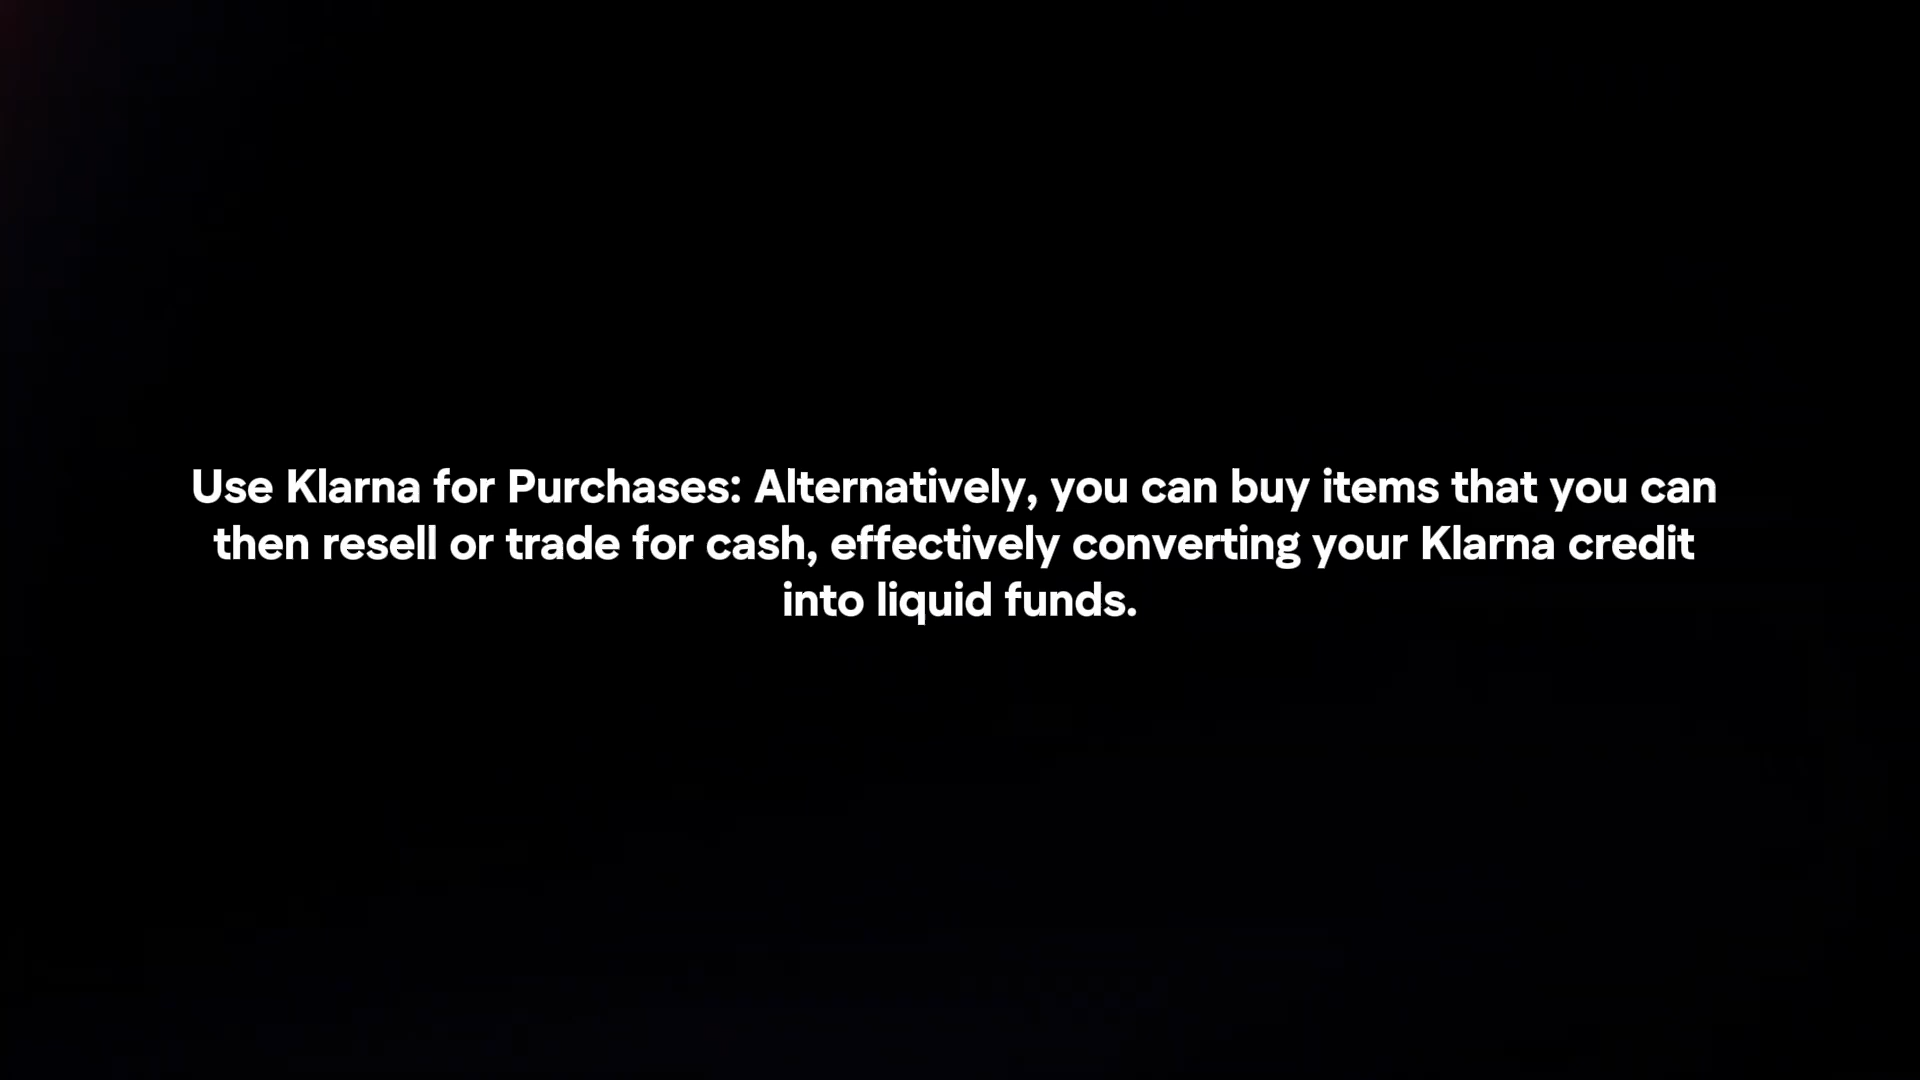 Use Klarna for Purchases: Alternatively, you can buy items that you can
then resell or trade for cash, effectively converting your Klarna credit
into liquid funds.